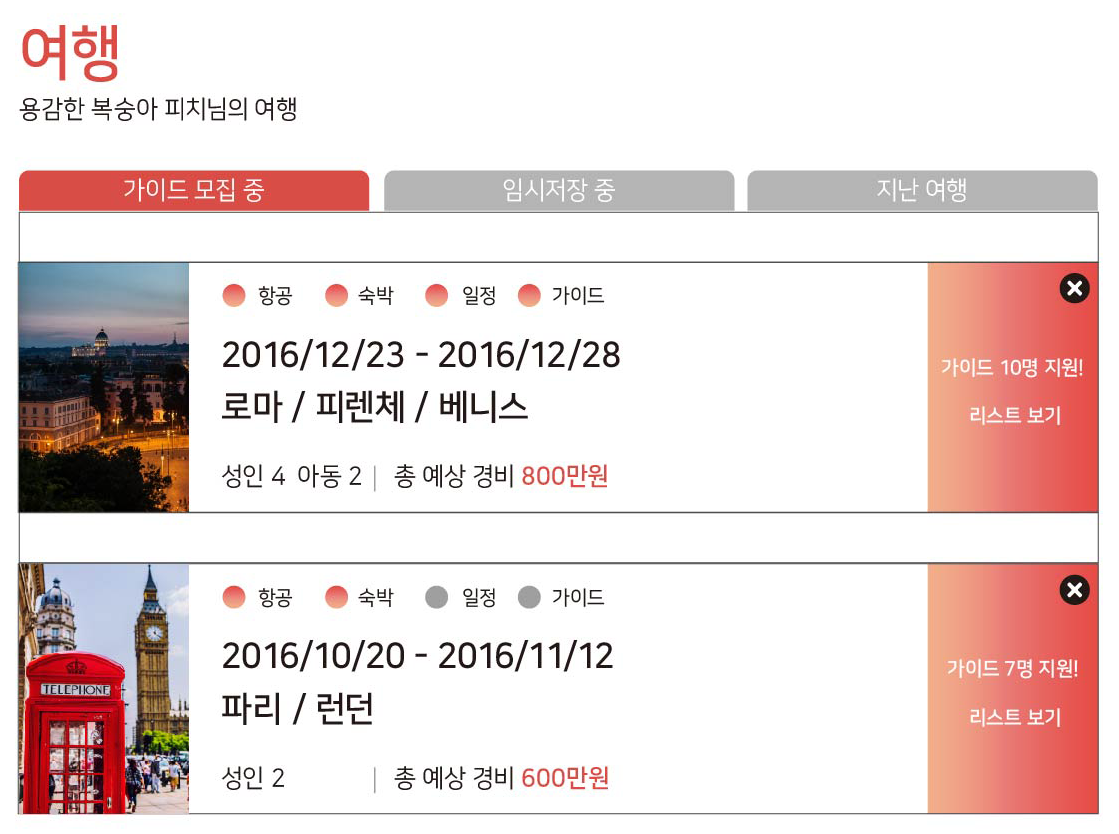 여행
용감한 복숭아 피치님의 여행
가이드 모집 중 임시저장 중 지난 여행
항공 숙박 일정 가이드
2016/12/23 - 2016/12/28
로마 / 피렌체 / 베니스
성인 4 아동 2 | 총 예상 경비 800만원
가이드 10명 지원!
리스트 보기
TELEPHONE
항공 숙박 일정 가이드
2016/10/20 - 2016/11/12
파리 / 런던
성인 2 | 총 예상 경비 600만원
가이드 7명 지원!
리스트 보기